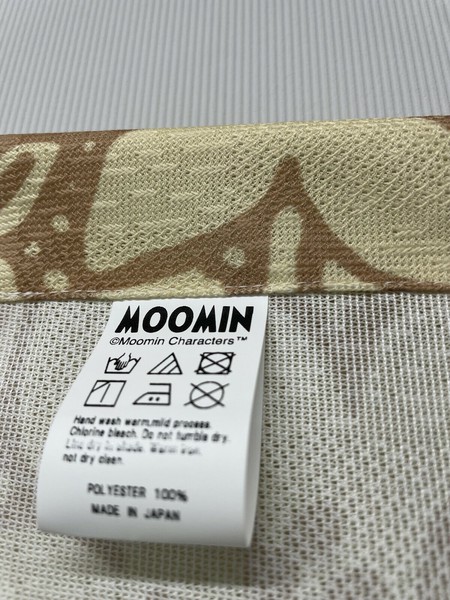 MOOMIN
©Moomin Characters™
Hand wash warm,mild process.
Chlorine bleach. Do not tumble dry.
Line dry in shade. Warm iron.
not dry clean.
POLYESTER 100%
MADE IN JAPAN